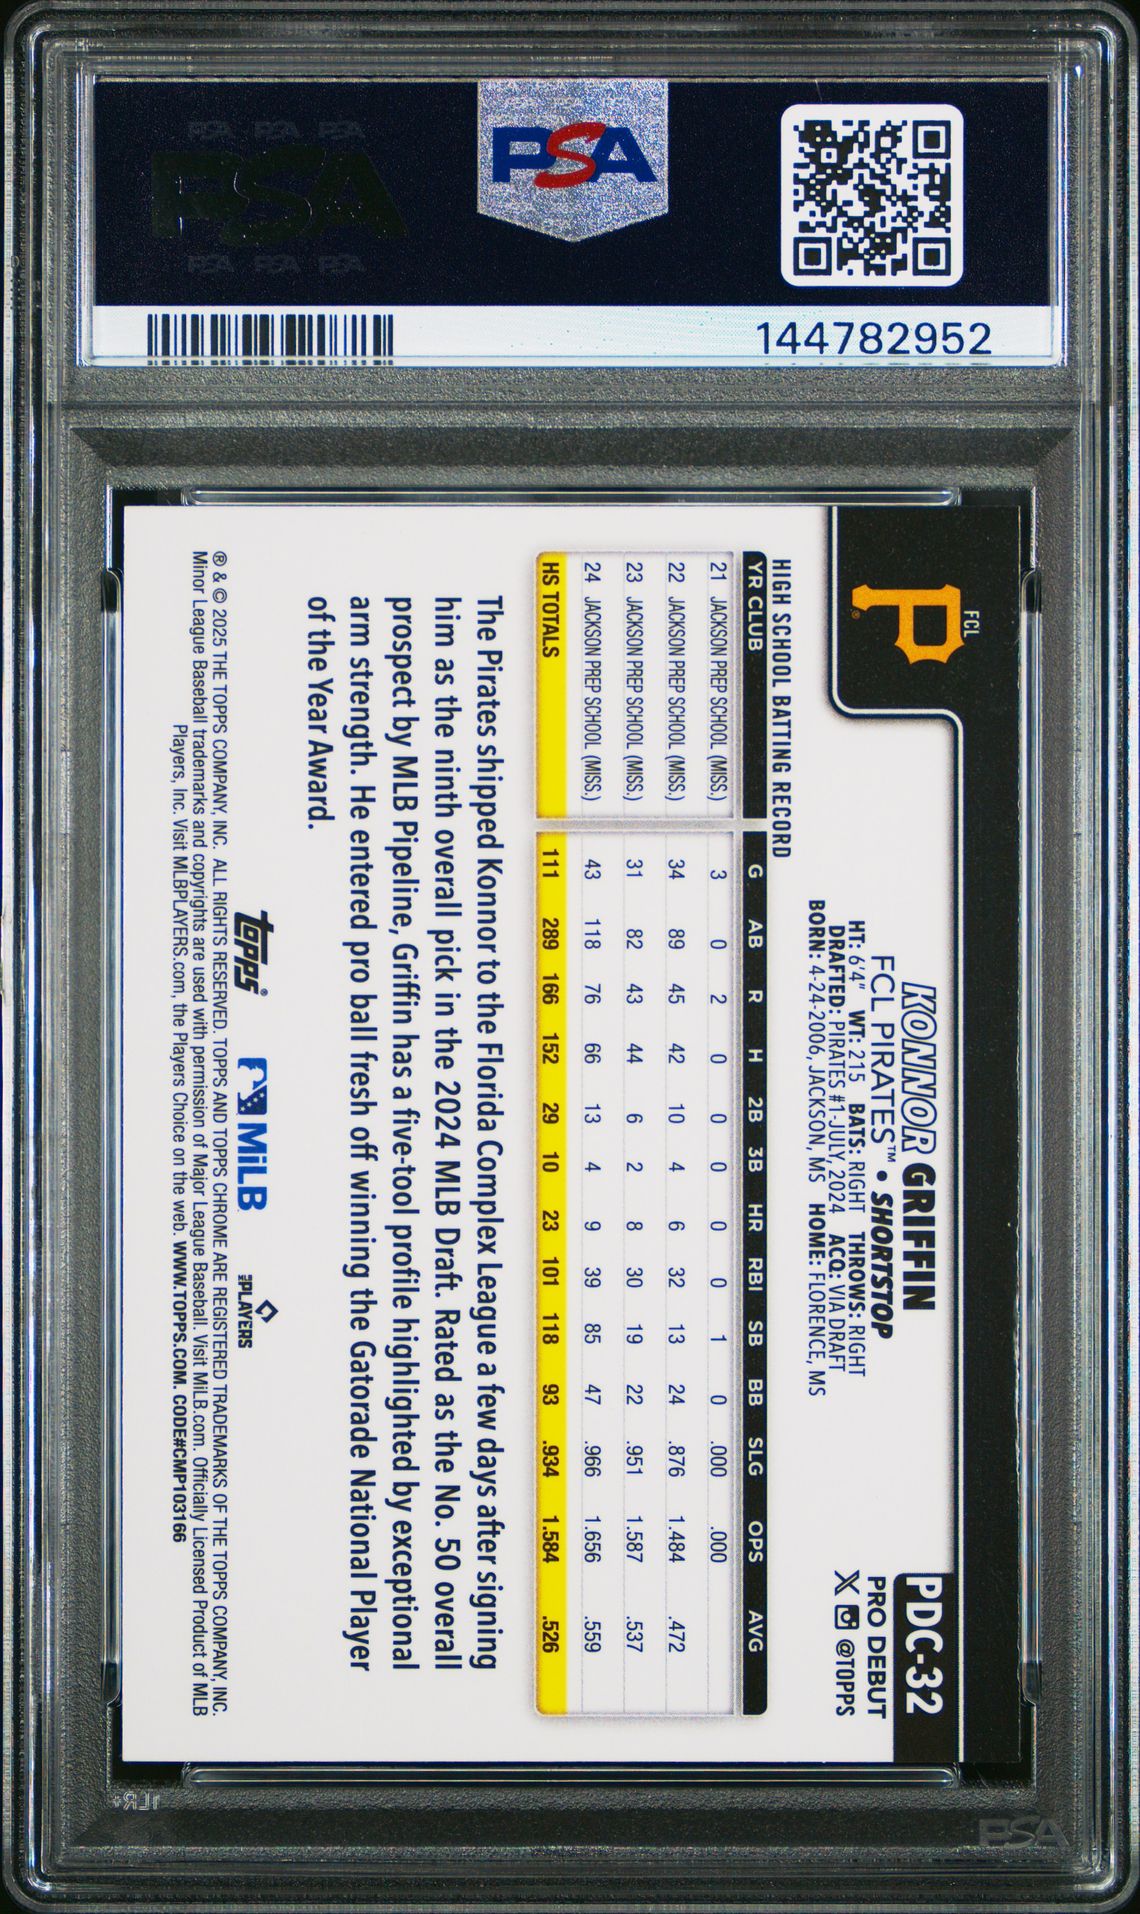 PSA
144782952
FCL
P
KONNOR GRIFFIN
FCL PIRATES™ • SHORTSTOP
HT: 6'4" WT: 215 BATS: RIGHT THROWS: RIGHT
DRAFTED: PIRATES #1-JULY, 2024 ACQ: VIA DRAFT
BORN: 4-24-2006, JACKSON, MS HOME: FLORENCE, MS
PDC-32
PRO DEBUT
X @TOPPS
HIGH SCHOOL BATTING RECORD
YR CLUB G AB R H 2B 3B HR RBI SB BB SLG OPS AVG
21 JACKSON PREP SCHOOL (MISS.) 3 0 2 0 0 0 0 0 1 0 .000 .000
22 JACKSON PREP SCHOOL (MISS.) 34 89 45 42 10 4 6 32 13 24 .876 1.484 .472
23 JACKSON PREP SCHOOL (MISS.) 31 82 43 44 6 2 8 30 19 22 .951 1.587 .537
24 JACKSON PREP SCHOOL (MISS.) 43 118 76 66 13 4 9 39 85 47 .966 1.656 .559
HS TOTALS 111 289 166 152 29 10 23 101 118 93 .934 1.584 .526
The Pirates shipped Konnor to the Florida Complex League a few days after signing
him as the ninth overall pick in the 2024 MLB Draft. Rated as the No. 50 overall
prospect by MLB Pipeline, Griffin has a five-tool profile highlighted by exceptional
arm strength. He entered pro ball fresh off winning the Gatorade National Player
of the Year Award.
topps® MiLB PLAYERS
® & © 2025 THE TOPPS COMPANY, INC. ALL RIGHTS RESERVED. TOPPS AND TOPPS CHROME ARE REGISTERED TRADEMARKS OF THE TOPPS COMPANY, INC.
Minor League Baseball trademarks and copyrights are used with permission of Major League Baseball. Visit MiLB.com. Officially Licensed Product of MLB
Players, Inc. Visit MLBPLAYERS.com, the Players Choice on the web. WWW.TOPPS.COM. CODE#CMP103166
PSA